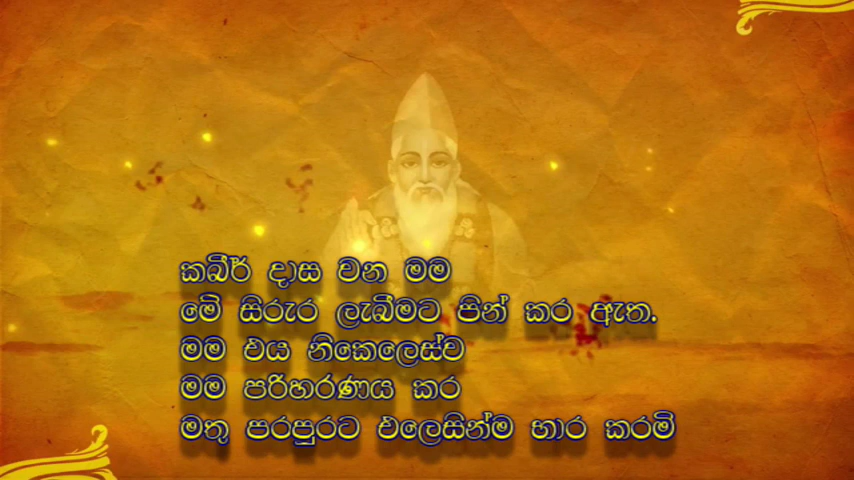 කබීර් දාස වන මම
මේ සිරුර ලැබීමට පින් කර ඇත.
මම එය නිකෙලෙස්ව
මම පරිහරණය කර
මතු පරපුරට එලෙසින්ම භාර කරමි